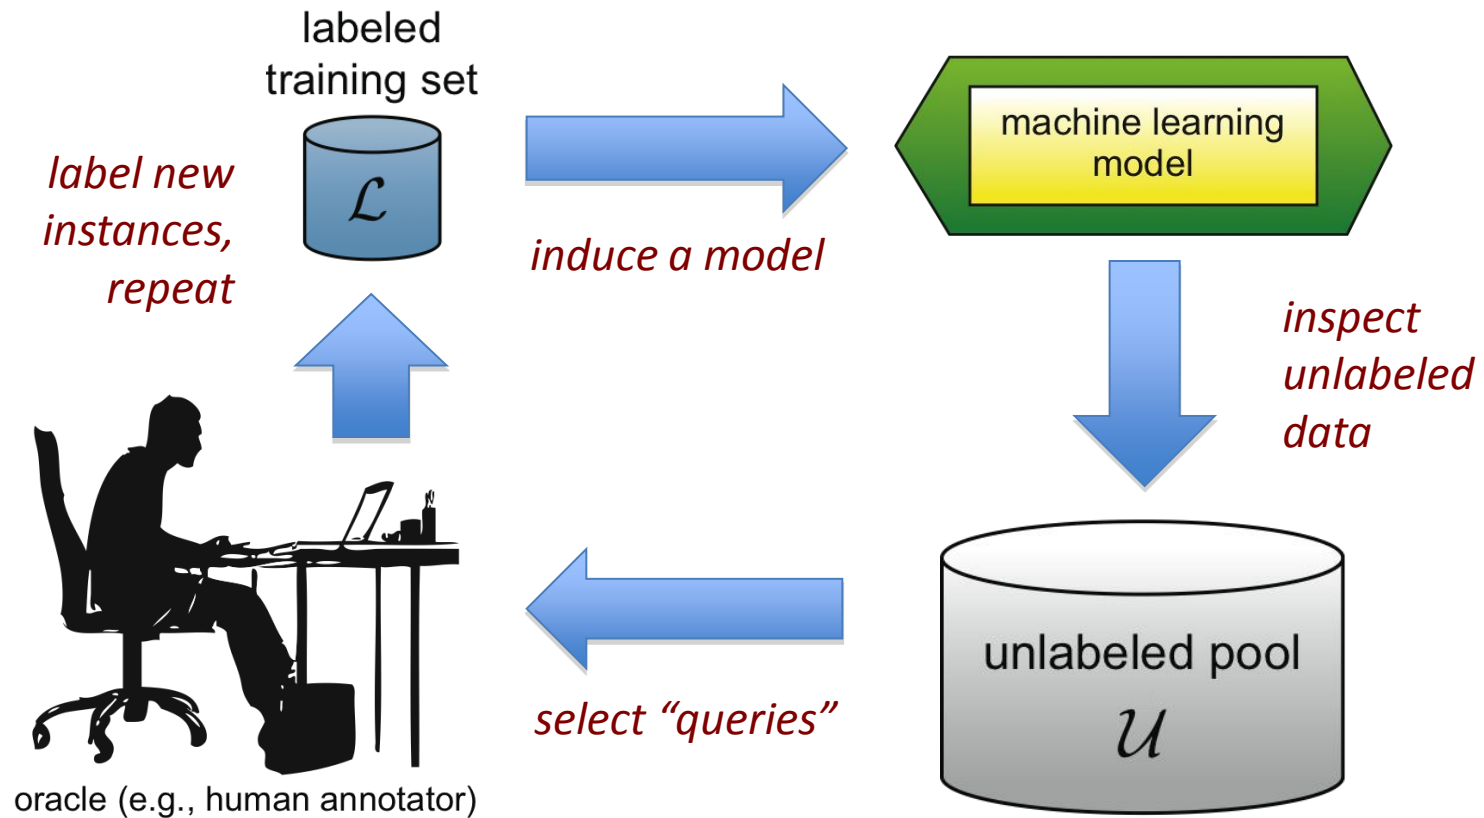 labeled
training set
ℒ
label new
instances,
repeat
induce a model
machine learning
model
inspect
unlabeled
data
unlabeled pool
𝒰
select “queries”
oracle (e.g., human annotator)